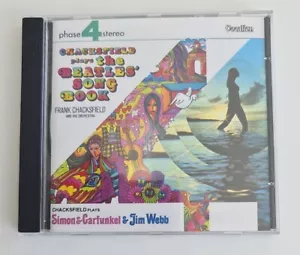 phase 4 stereo
Vocalion
CHACKSFIELD
plays the
BEATLES'
SONG
BOOK
FRANK CHACKSFIELD
AND HIS ORCHESTRA
CHACKSFIELD PLAYS
Simon & Garfunkel & Jim Webb